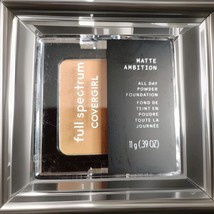 full spectrum
COVERGIRL
MATTE
AMBITION
ALL DAY
POWDER
FOUNDATION
FOND DE
TEINT EN
POUDRE
TOUTE LA
JOURNÉE
11 g (.39 OZ)